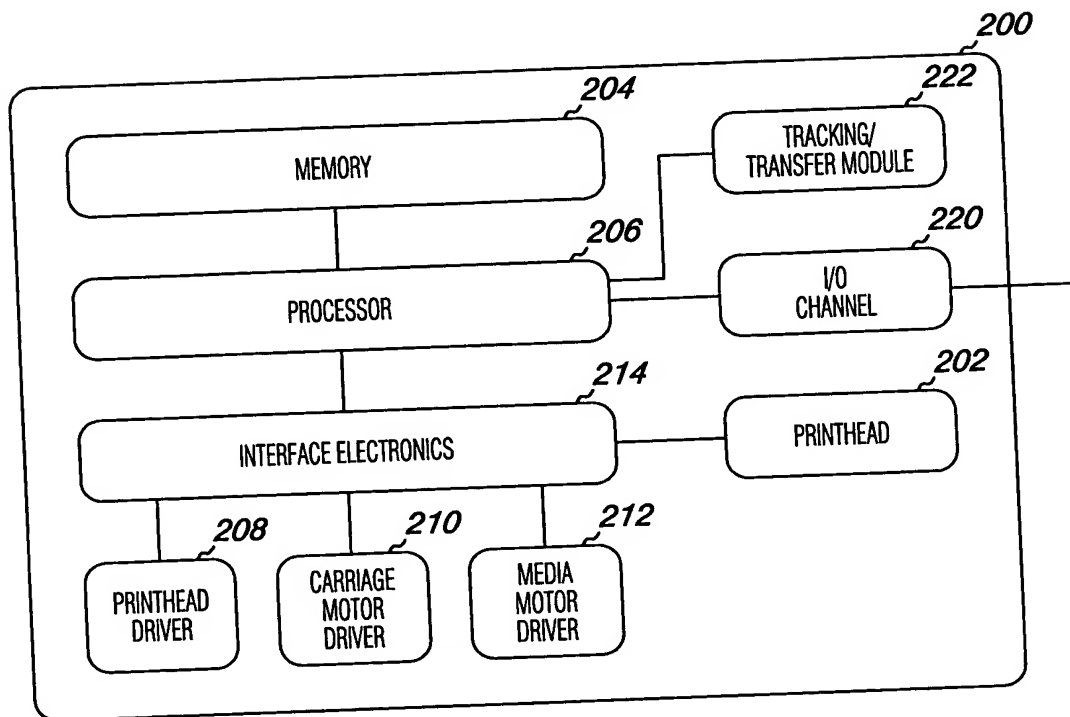 200
204
MEMORY
222
TRACKING/
TRANSFER MODULE
206
PROCESSOR
220
I/O
CHANNEL
214
INTERFACE ELECTRONICS
202
PRINTHEAD
208
PRINTHEAD
DRIVER
210
CARRIAGE
MOTOR
DRIVER
212
MEDIA
MOTOR
DRIVER